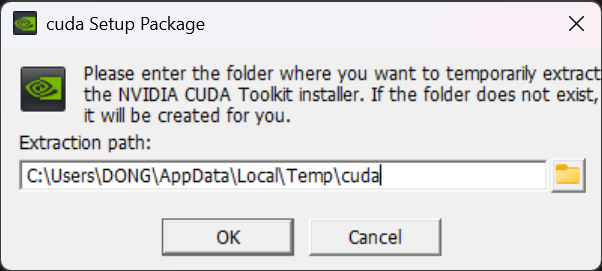 cuda Setup Package
Please enter the folder where you want to temporarily extract
the NVIDIA CUDA Toolkit installer. If the folder does not exist,
it will be created for you.
Extraction path:
C:\Users\DONG\AppData\Local\Temp\cuda
OK
Cancel